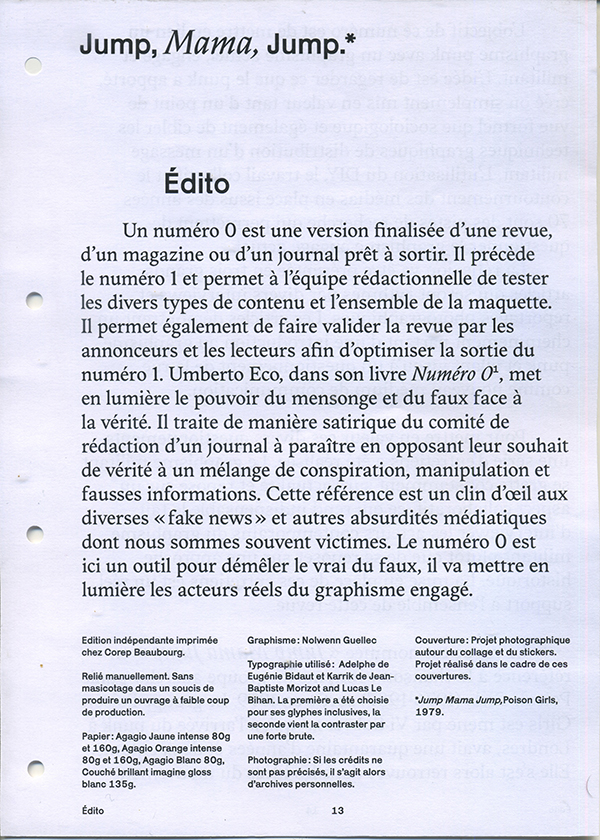 Jump, Mama, Jump.*
Édito
Un numéro 0 est une version finalisée d’une revue,
d’un magazine ou d’un journal prêt à sortir. Il précède
le numéro 1 et permet à l’équipe rédactionnelle de tester
les divers types de contenu et l’ensemble de la maquette.
Il permet également de faire valider la revue par les
annonceurs et les lecteurs afin d’optimiser la sortie du
numéro 1. Umberto Eco, dans son livre Numéro 0¹, met
en lumière le pouvoir du mensonge et du faux face à
la vérité. Il traite de manière satirique du comité de
rédaction d’un journal à paraître en opposant leur souhait
de vérité à un mélange de conspiration, manipulation et
fausses informations. Cette référence est un clin d’œil aux
diverses « fake news » et autres absurdités médiatiques
dont nous sommes souvent victimes. Le numéro 0 est
ici un outil pour démêler le vrai du faux, il va mettre en
lumière les acteurs réels du graphisme engagé.
Edition indépendante imprimée
chez Corep Beaubourg.
Relié manuellement. Sans
masicotage dans un soucis de
produire un ouvrage à faible coup
de production.
Papier : Agagio Jaune intense 80g
et 160g, Agagio Orange intense
80g et 160g, Agagio Blanc 80g,
Couché brillant imagine gloss
blanc 135g.
Graphisme : Nolwenn Guellec
Typographie utilisé : Adelphe de
Eugénie Bidaut et Karrik de Jean-
Baptiste Morizot and Lucas Le
Bihan. La première a été choisie
pour ses glyphes inclusives, la
seconde vient la contraster par
une forte brute.
Photographie : Si les crédits ne
sont pas précisés, il s’agit alors
d’archives personnelles.
Couverture : Projet photographique
autour du collage et du stickers.
Projet réalisé dans le cadre de ces
couvertures.
*Jump Mama Jump, Poison Girls,
1979.
Édito
13